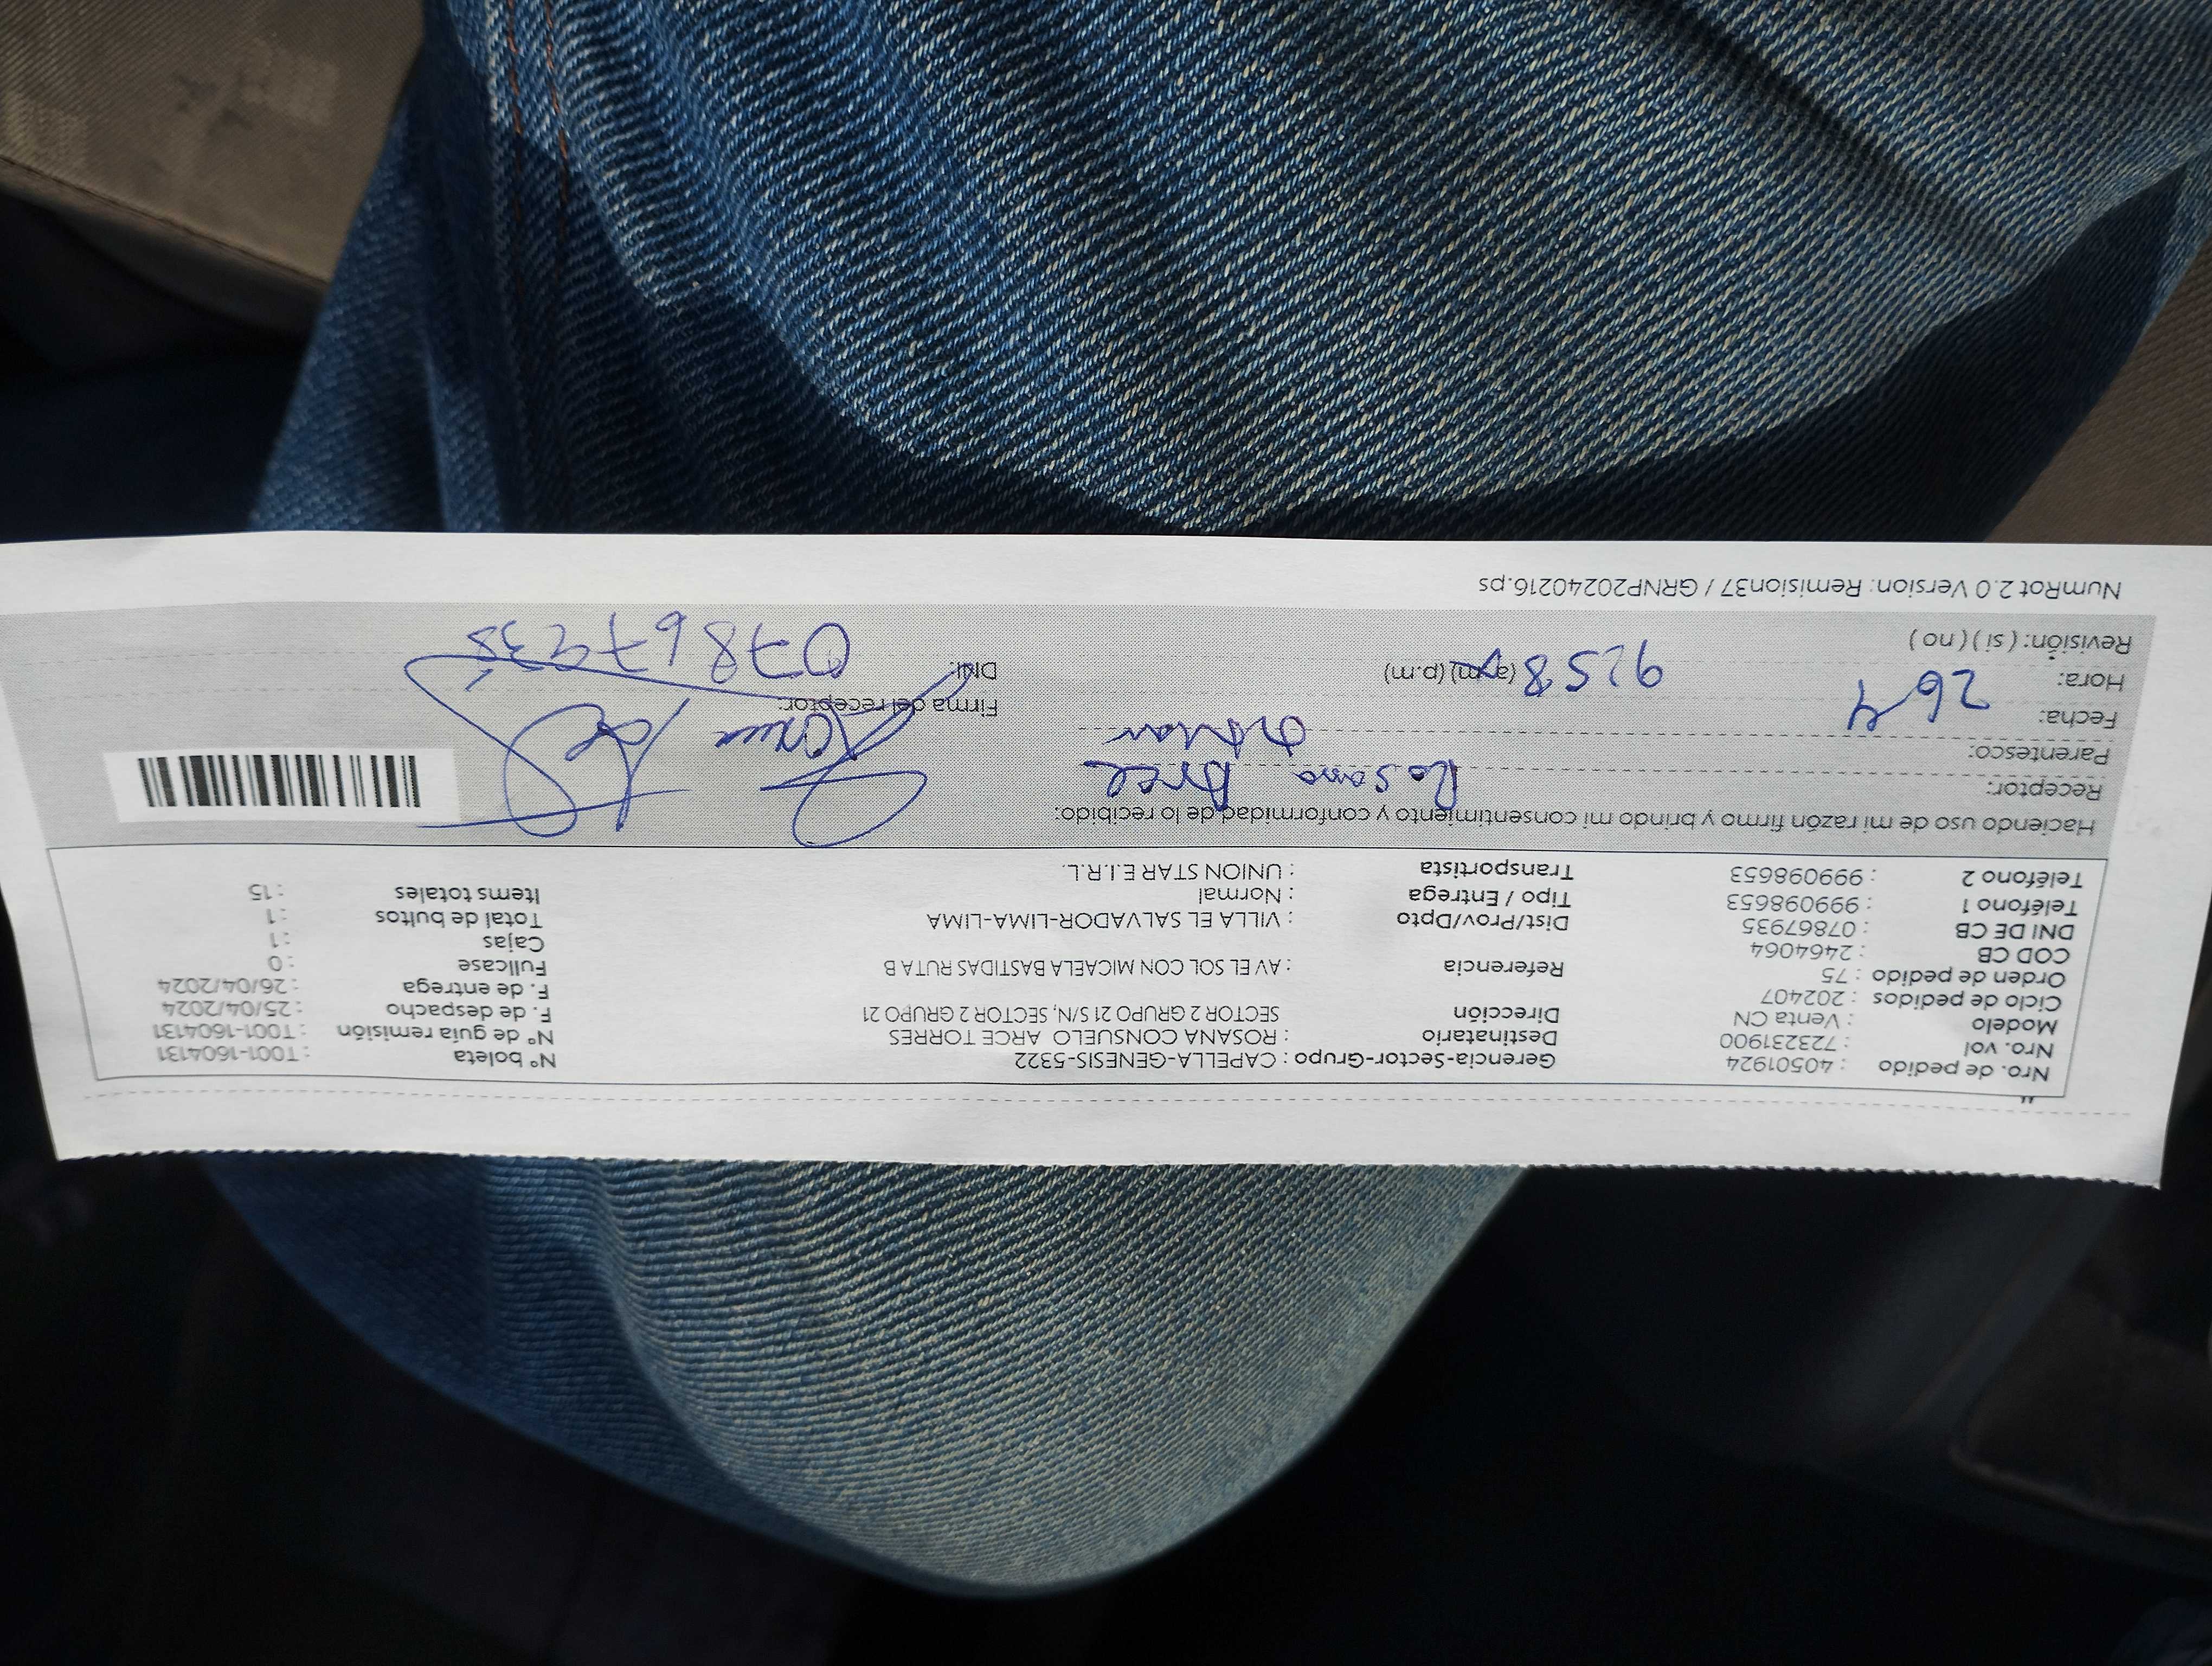 "
Nro. de pedido : 40501924
Nro. vol : 723231900
Modelo : Venta CN
Ciclo de pedidos : 202407
Orden de pedido : 75
COD CB : 2464064
DNI DE CB : 07867935
Teléfono 1 : 999098653
Teléfono 2 : 999098653
Gerencia-Sector-Grupo : CAPELLA-GENESIS-5322
Destinatario : ROSANA CONSUELO ARCE TORRES
Dirección SECTOR 2 GRUPO 21 S/N, SECTOR 2 GRUPO 21
Referencia : AV EL SOL CON MICAELA BASTIDAS RUTA B
Dist/Prov/Dpto : VILLA EL SALVADOR-LIMA-LIMA
Tipo / Entrega : Normal
Transportista : UNION STAR E.I.R.L.
N° boleta : T001-1604131
N° de guía remisión : T001-1604131
F. de despacho : 25/04/2024
F. de entrega : 26/04/2024
Fullcase : 0
Cajas : 1
Total de bultos : 1
Items totales : 15
Haciendo uso de mi razón firmo y brindo mi consentimiento y conformidad de lo recibido:
Receptor: Rosana Arce
Parentesco: titular
Fecha: 26 4
Hora: 9:58 (a.m) (p.m)
Revisión: ( si ) ( no )
Firma del receptor:
DNI: 07867935
NumRot 2.0 Version: Remision37 / GRNP20240216.ps